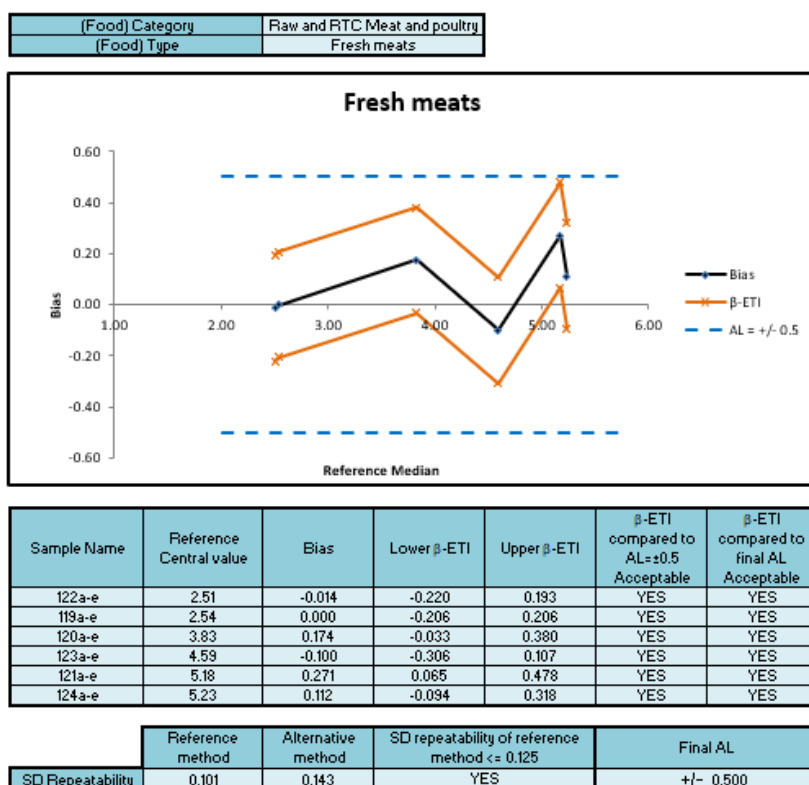 (Food) Category Raw and RTC Meat and poultry
(Food) Type Fresh meats
Fresh meats
0.60
0.40
0.20
0.00
-0.20
-0.40
-0.60
1.00 2.00 3.00 4.00 5.00 6.00
Bias
Reference Median
Bias
β-ETI
AL = +/- 0.5
Sample Name Reference Central value Bias Lower β-ETI Upper β-ETI β-ETI compared to AL=±0.5 Acceptable β-ETI compared to final AL Acceptable
122a-e 2.51 -0.014 -0.220 0.193 YES YES
119a-e 2.54 0.000 -0.206 0.206 YES YES
120a-e 3.83 0.174 -0.033 0.380 YES YES
123a-e 4.59 -0.100 -0.306 0.107 YES YES
121a-e 5.18 0.271 0.065 0.478 YES YES
124a-e 5.23 0.112 -0.094 0.318 YES YES
Reference method Alternative method SD repeatability of reference method <= 0.125 Final AL
SD Repeatability 0.101 0.143 YES +/- 0.500